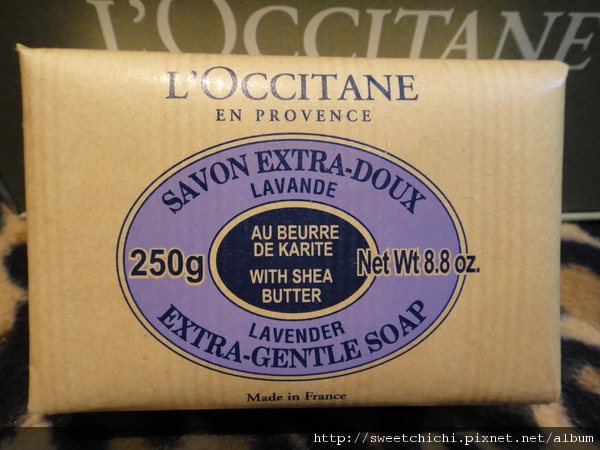 L'OCCITANE
L'OCCITANE
EN PROVENCE
SAVON EXTRA-DOUX
LAVANDE
AU BEURRE
DE KARITE
250g
Net Wt 8.8 oz.
WITH SHEA
BUTTER
LAVENDER
EXTRA-GENTLE SOAP
Made in France
http://sweetchichi.pixnet.net/album